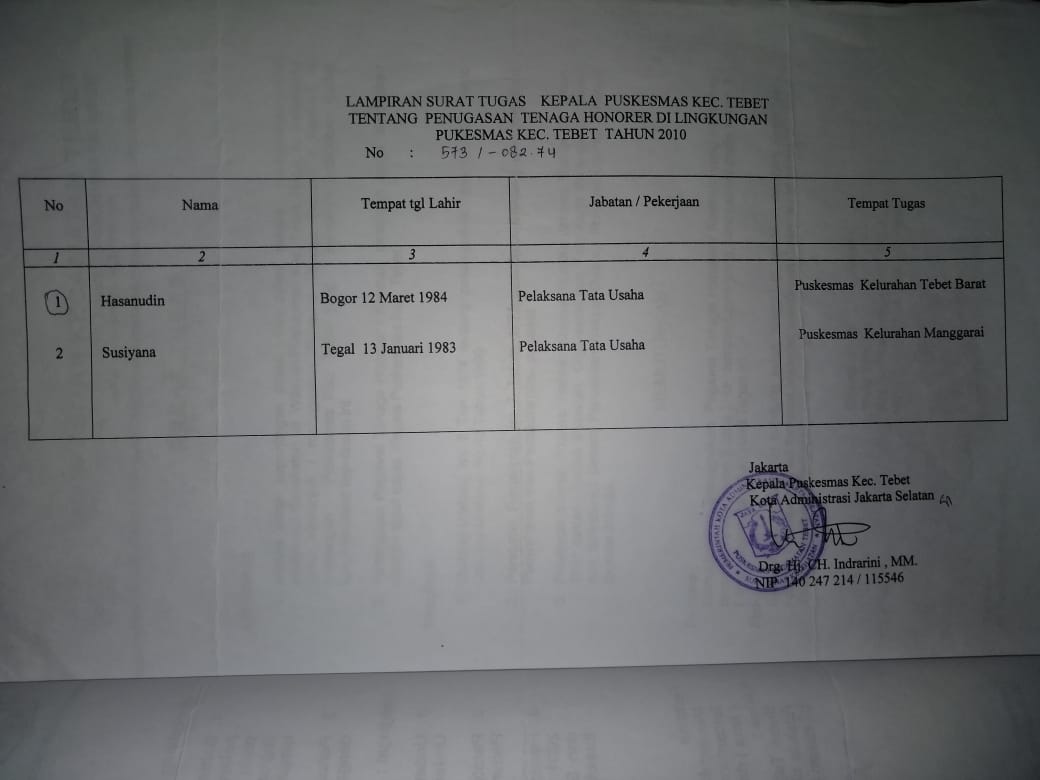 LAMPIRAN SURAT TUGAS KEPALA PUSKESMAS KEC. TEBET
TENTANG PENUGASAN TENAGA HONORER DI LINGKUNGAN
PUKESMAS KEC. TEBET TAHUN 2010
No : 573 / - 082.74
No Nama Tempat tgl Lahir Jabatan / Pekerjaan Tempat Tugas
1 2 3 4 5
1 Hasanudin Bogor 12 Maret 1984 Pelaksana Tata Usaha Puskesmas Kelurahan Tebet Barat
2 Susiyana Tegal 13 Januari 1983 Pelaksana Tata Usaha Puskesmas Kelurahan Manggarai
Jakarta
Kepala Puskesmas Kec. Tebet
Kota Administrasi Jakarta Selatan
Drg. Hj. CH. Indrarini , MM.
NIP 140 247 214 / 115546